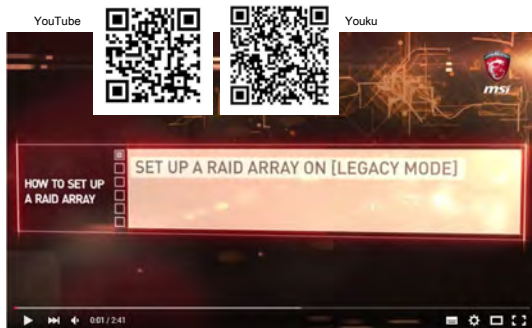 YouTube
Youku
msi
HOW TO SET UP
A RAID ARRAY
SET UP A RAID ARRAY ON [LEGACY MODE]
0:01 / 2:41